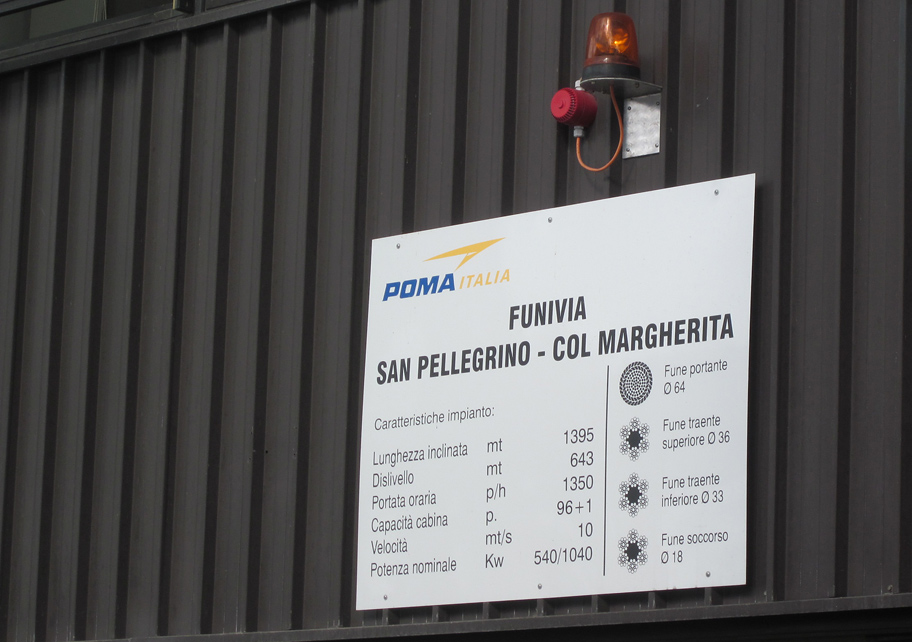 POMA ITALIA
FUNIVIA
SAN PELLEGRINO - COL MARGHERITA
Caratteristiche impianto:
Lunghezza inclinata mt 1395
Dislivello mt 643
Portata oraria p/h 1350
Capacità cabina p. 96+1
Velocità mt/s 10
Potenza nominale Kw 540/1040
Fune portante
Ø 64
Fune traente
superiore Ø 36
Fune traente
inferiore Ø 33
Fune soccorso
Ø 18